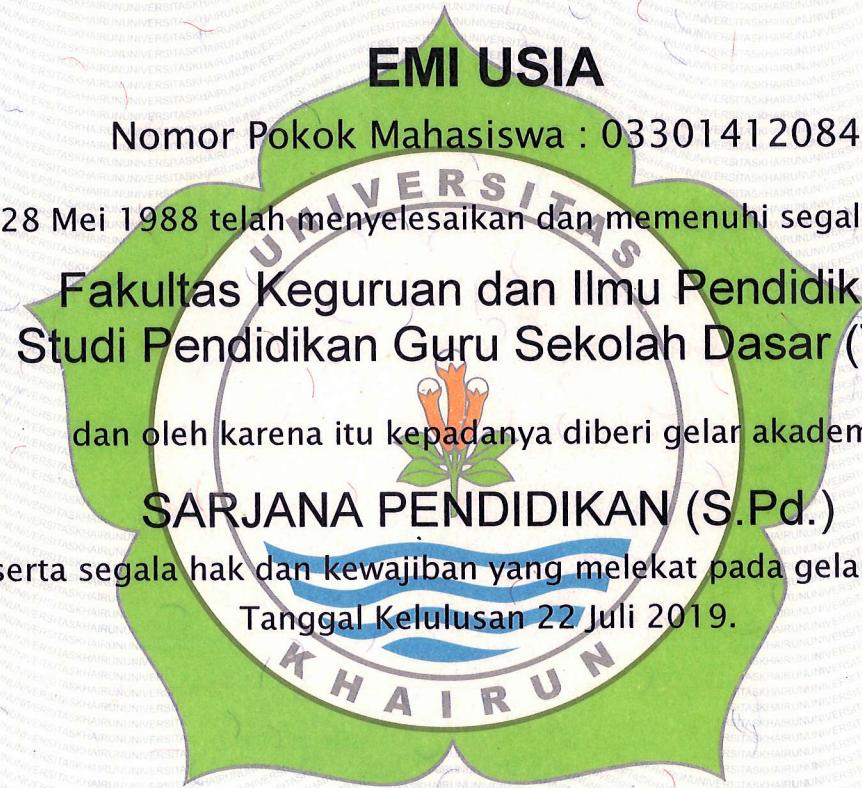 EMI USIA
Nomor Pokok Mahasiswa : 03301412084
28 Mei 1988 telah menyelesaikan dan memenuhi segal
UNIVERSITAS
Fakultas Keguruan dan Ilmu Pendidik
Studi Pendidikan Guru Sekolah Dasar (
dan oleh karena itu kepadanya diberi gelar akadem
SARJANA PENDIDIKAN (S.Pd.)
serta segala hak dan kewajiban yang melekat pada gela
Tanggal Kelulusan 22 Juli 2019.
KHAIRUN